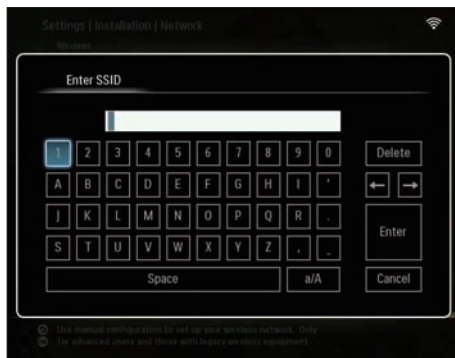 Settings | Installation | Network
Wireless
Enter SSID
1 2 3 4 5 6 7 8 9 0 Delete
A B C D E F G H I ' ← →
J K L M N O P Q R .
Enter
S T U V W X Y Z , _
Space a/A Cancel
Use manual configuration to set up your wireless network. Only
for advanced users and those with legacy wireless equipment.